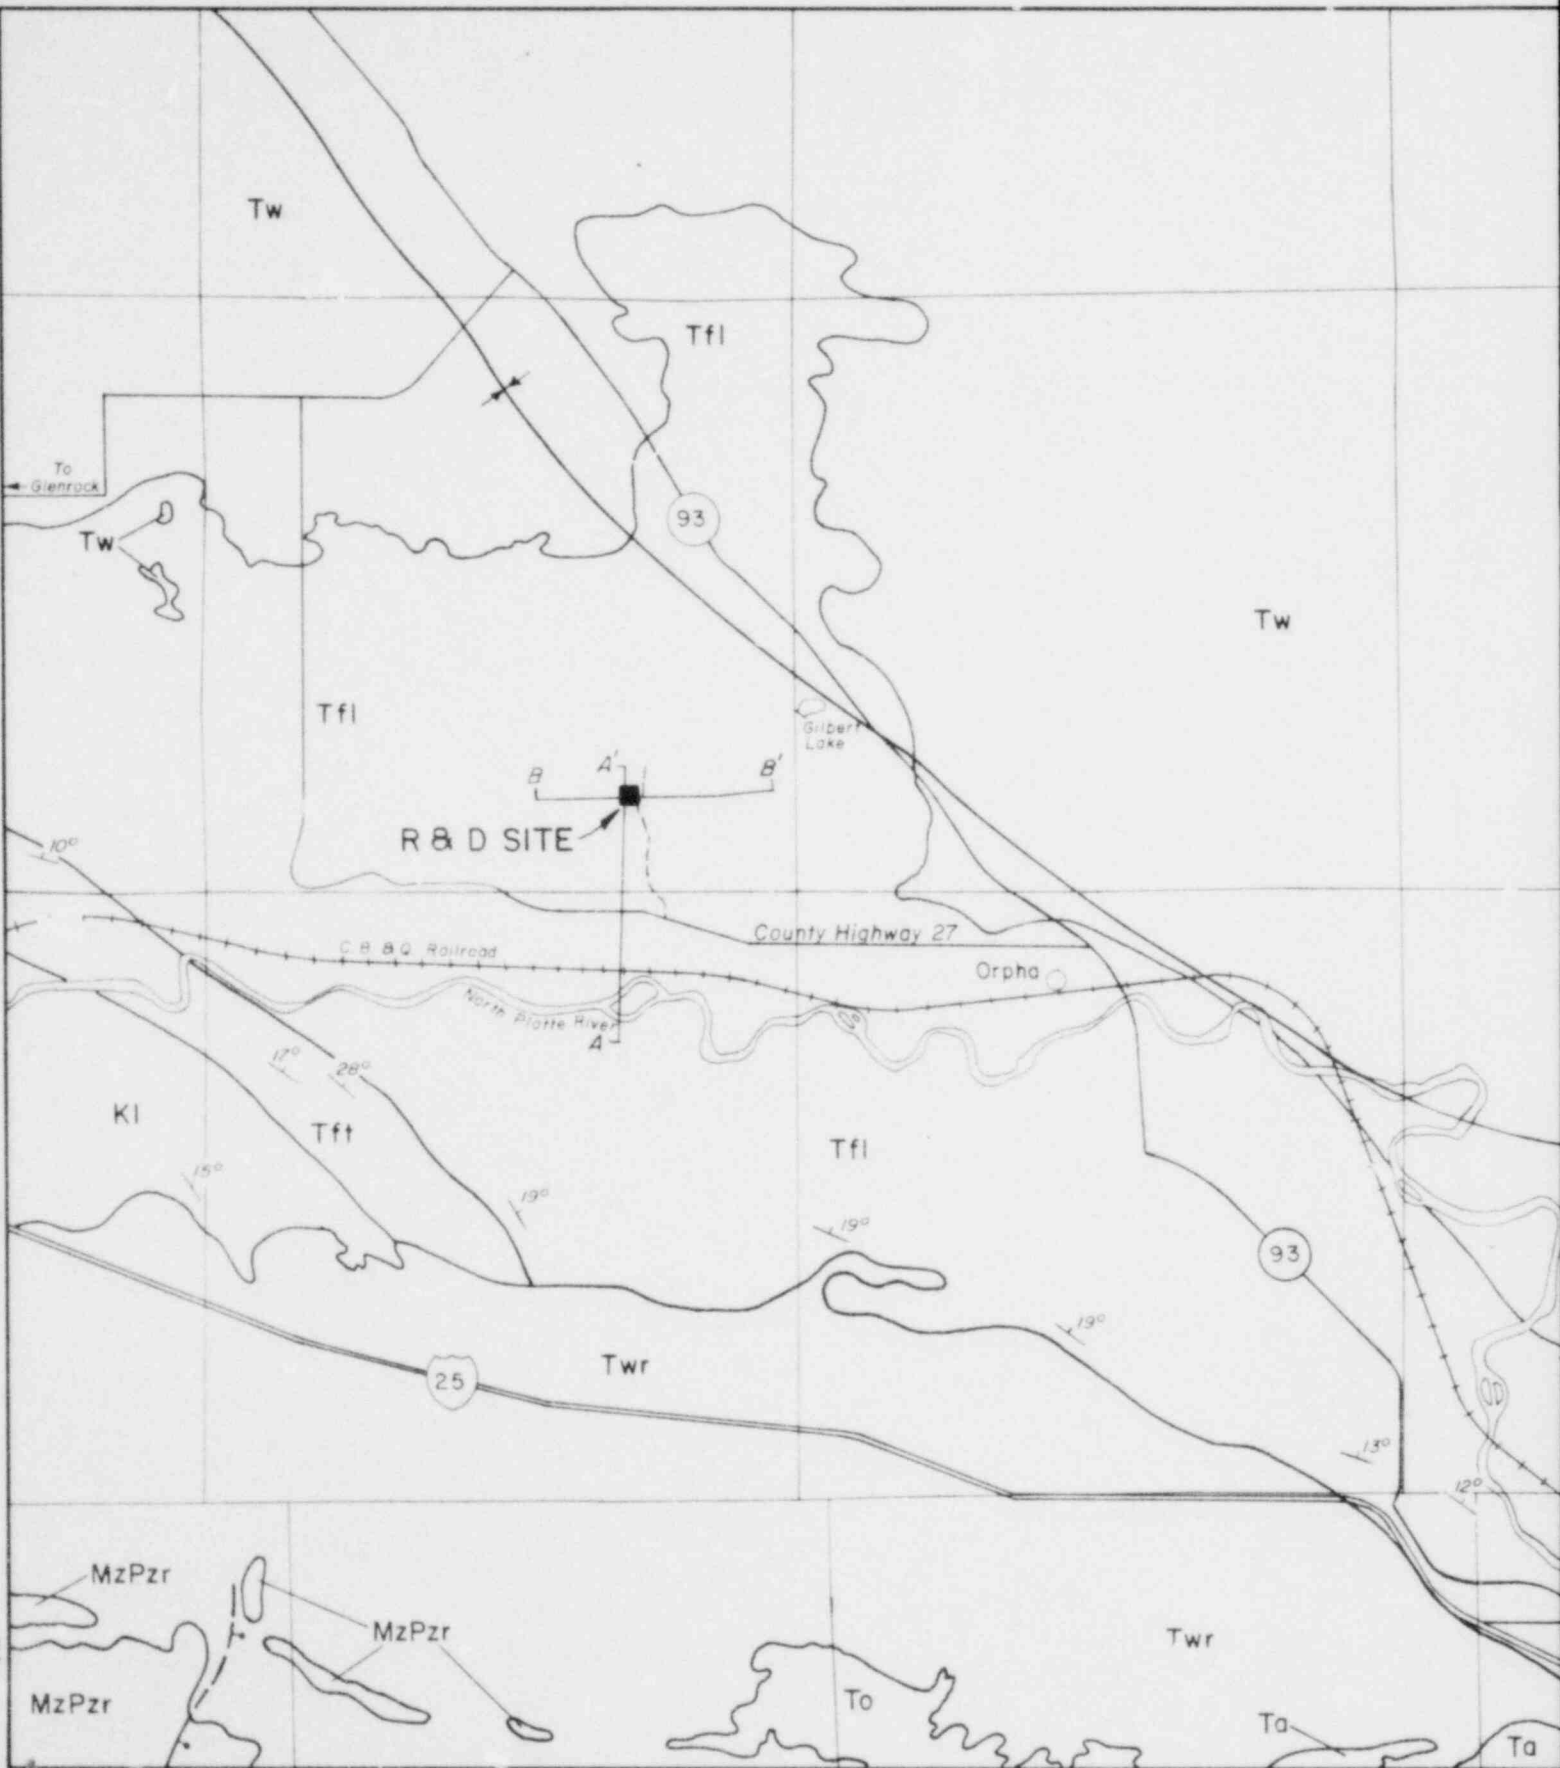 Tw
Tfl
To
Glenrock
Tw
93
Tw
Tfl
Gilbert
Lake
B
A'
B'
R & D SITE
10°
County Highway 27
C. B. & Q. Railroad
Orpha
North Platte River
A
17°
28°
Kl
Tft
Tfl
15°
19°
19°
93
19°
Twr
25
13°
12°
MzPzr
MzPzr
Twr
MzPzr
To
Ta
Ta